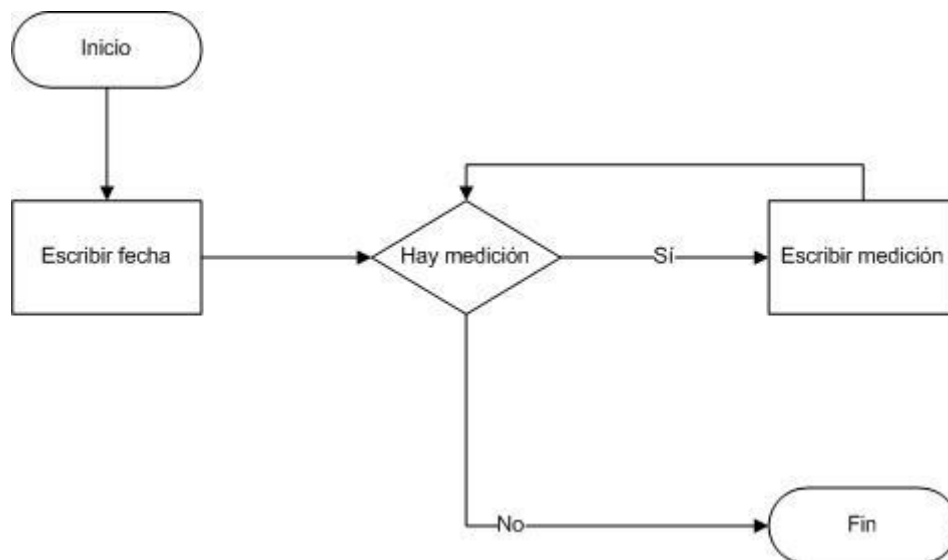 Inicio
Escribir fecha
Hay medición
Sí
Escribir medición
No
Fin